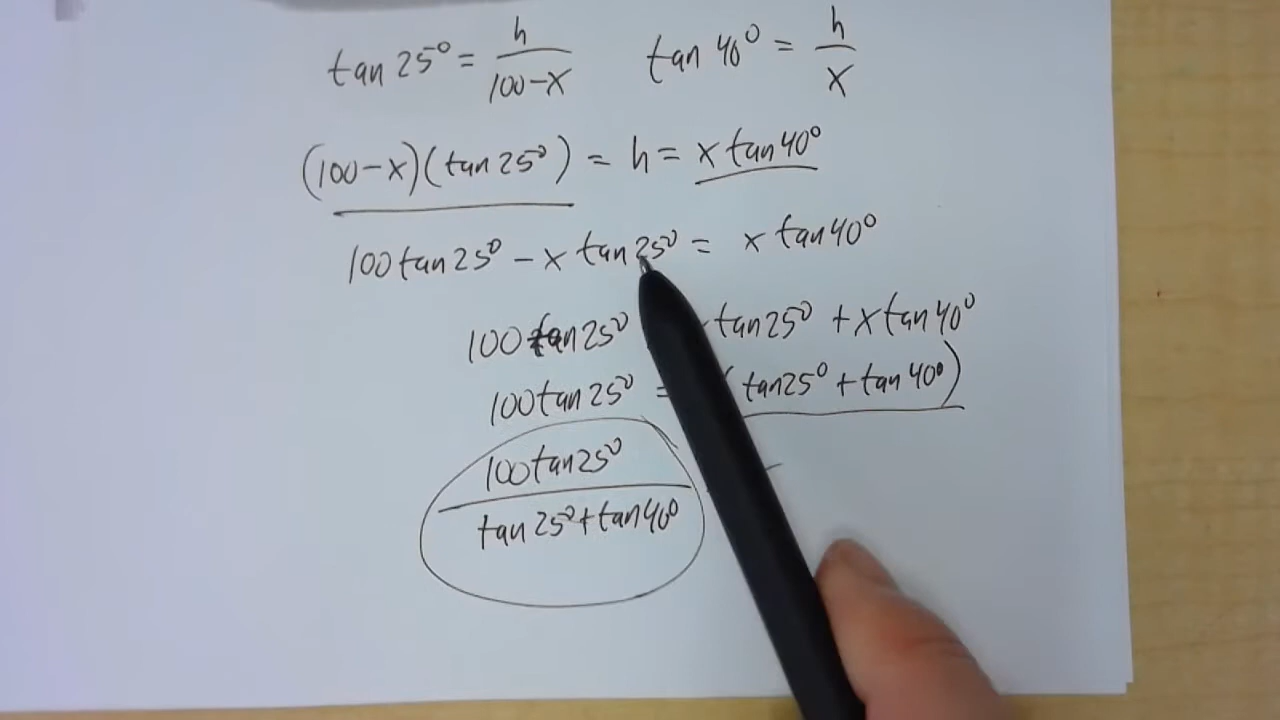 tan 25° = h/(100-x) tan 40° = h/x
(100-x)(tan 25°) = h = x tan 40°
100 tan 25° - x tan 25° = x tan 40°
100 tan 25° tan 25° + x tan 40°
100 tan 25° = (tan 25° + tan 40°)
100 tan 25°
tan 25° + tan 40°